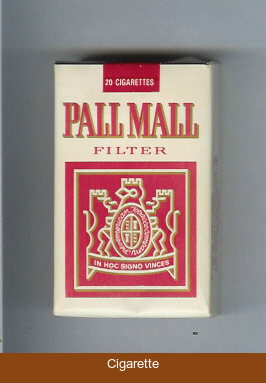 20 CIGARETTES
PALL MALL
FILTER
IN HOC SIGNO VINCES
Cigarette